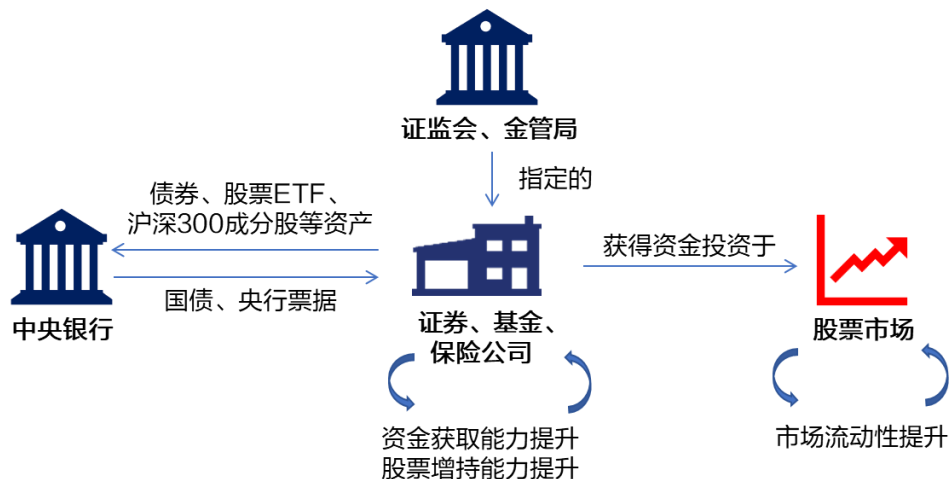 证监会、金管局
指定的
债券、股票ETF、
沪深300成分股等资产
国债、央行票据
中央银行
证券、基金、
保险公司
获得资金投资于
股票市场
资金获取能力提升
股票增持能力提升
市场流动性提升